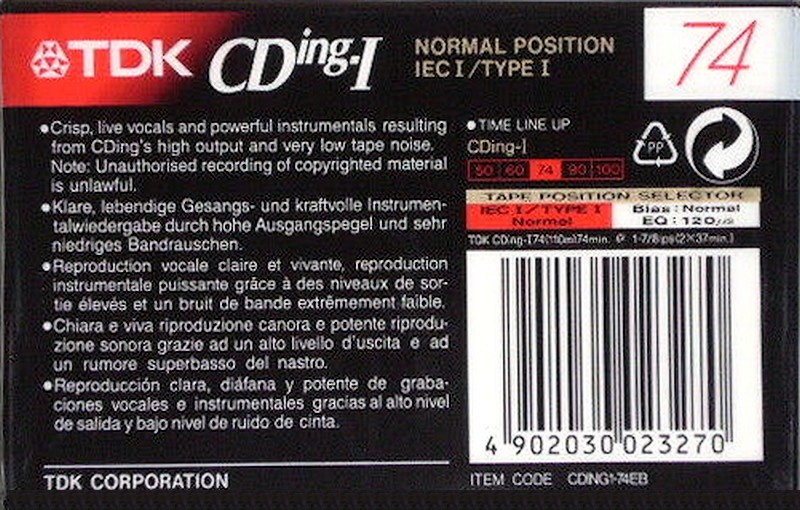 TDK CDing-I
NORMAL POSITION
IEC I/TYPE I
74
●Crisp, live vocals and powerful instrumentals resulting
from CDing's high output and very low tape noise.
Note: Unauthorised recording of copyrighted material
is unlawful.
●Klare, lebendige Gesangs- und kraftvolle Instrumen-
talwiedergabe durch hohe Ausgangspegel und sehr
niedriges Bandrauschen.
●Reproduction vocale claire et vivante, reproduction
instrumentale puissante grâce à des niveaux de sor-
tie élevés et un bruit de bande extrêmement faible.
●Chiara e viva riproduzione canora e potente riprodu-
zione sonora grazie ad un alto livello d'uscita e ad
un rumore superbasso del nastro.
●Reproducción clara, diáfana y potente de graba-
ciones vocales e instrumentales gracias al alto nivel
de salida y bajo nivel de ruido de cinta.
TDK CORPORATION
●TIME LINE UP
CDing-I
50 60 74 90 100
PP
TAPE POSITION SELECTOR
IEC I/TYPE I
Normal
Bias : Normal
EQ : 120μs
TDK CDing-I74(110m)74min. @ 1-7/8ips(2×37min.)
4 902030 023270
ITEM CODE CDING1-74EB